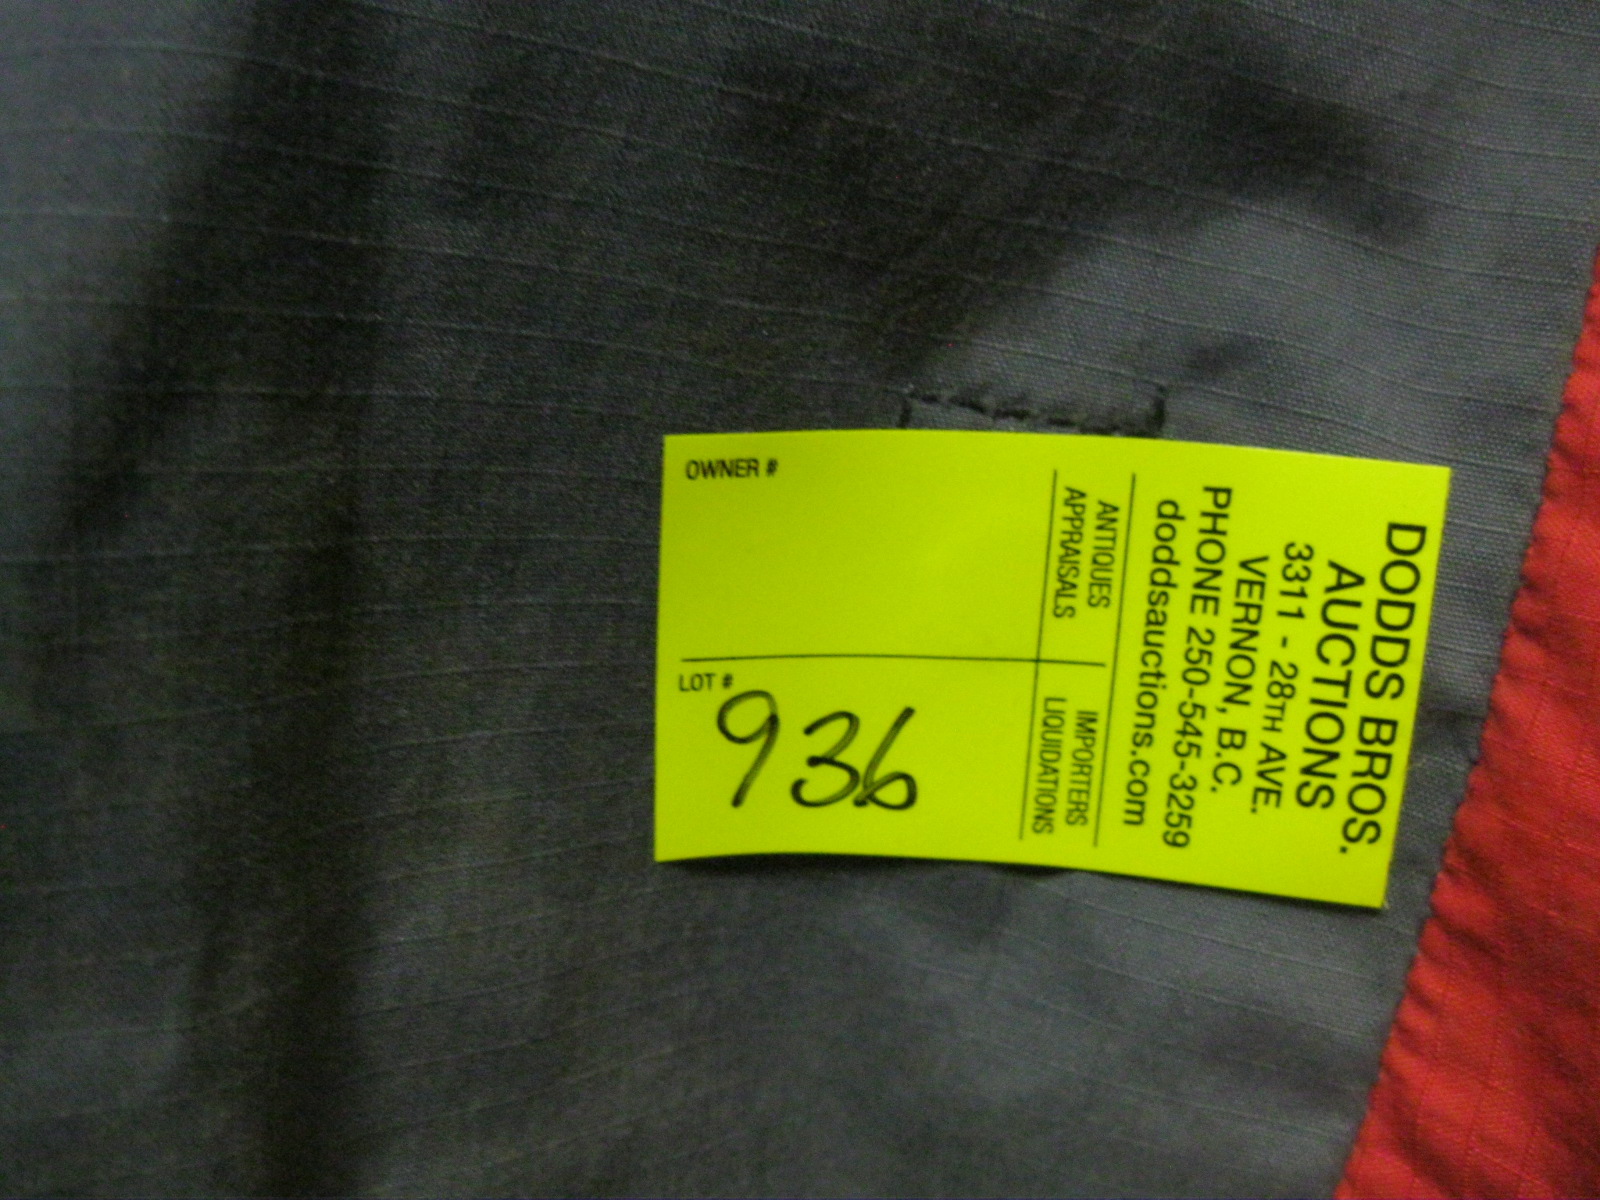 DODDS BROS.
AUCTIONS
3311 - 28TH AVE.
VERNON, B.C.
PHONE 250-545-3259
doddsauctions.com
ANTIQUES
APPRAISALS
IMPORTERS
LIQUIDATIONS
OWNER #
LOT #
936